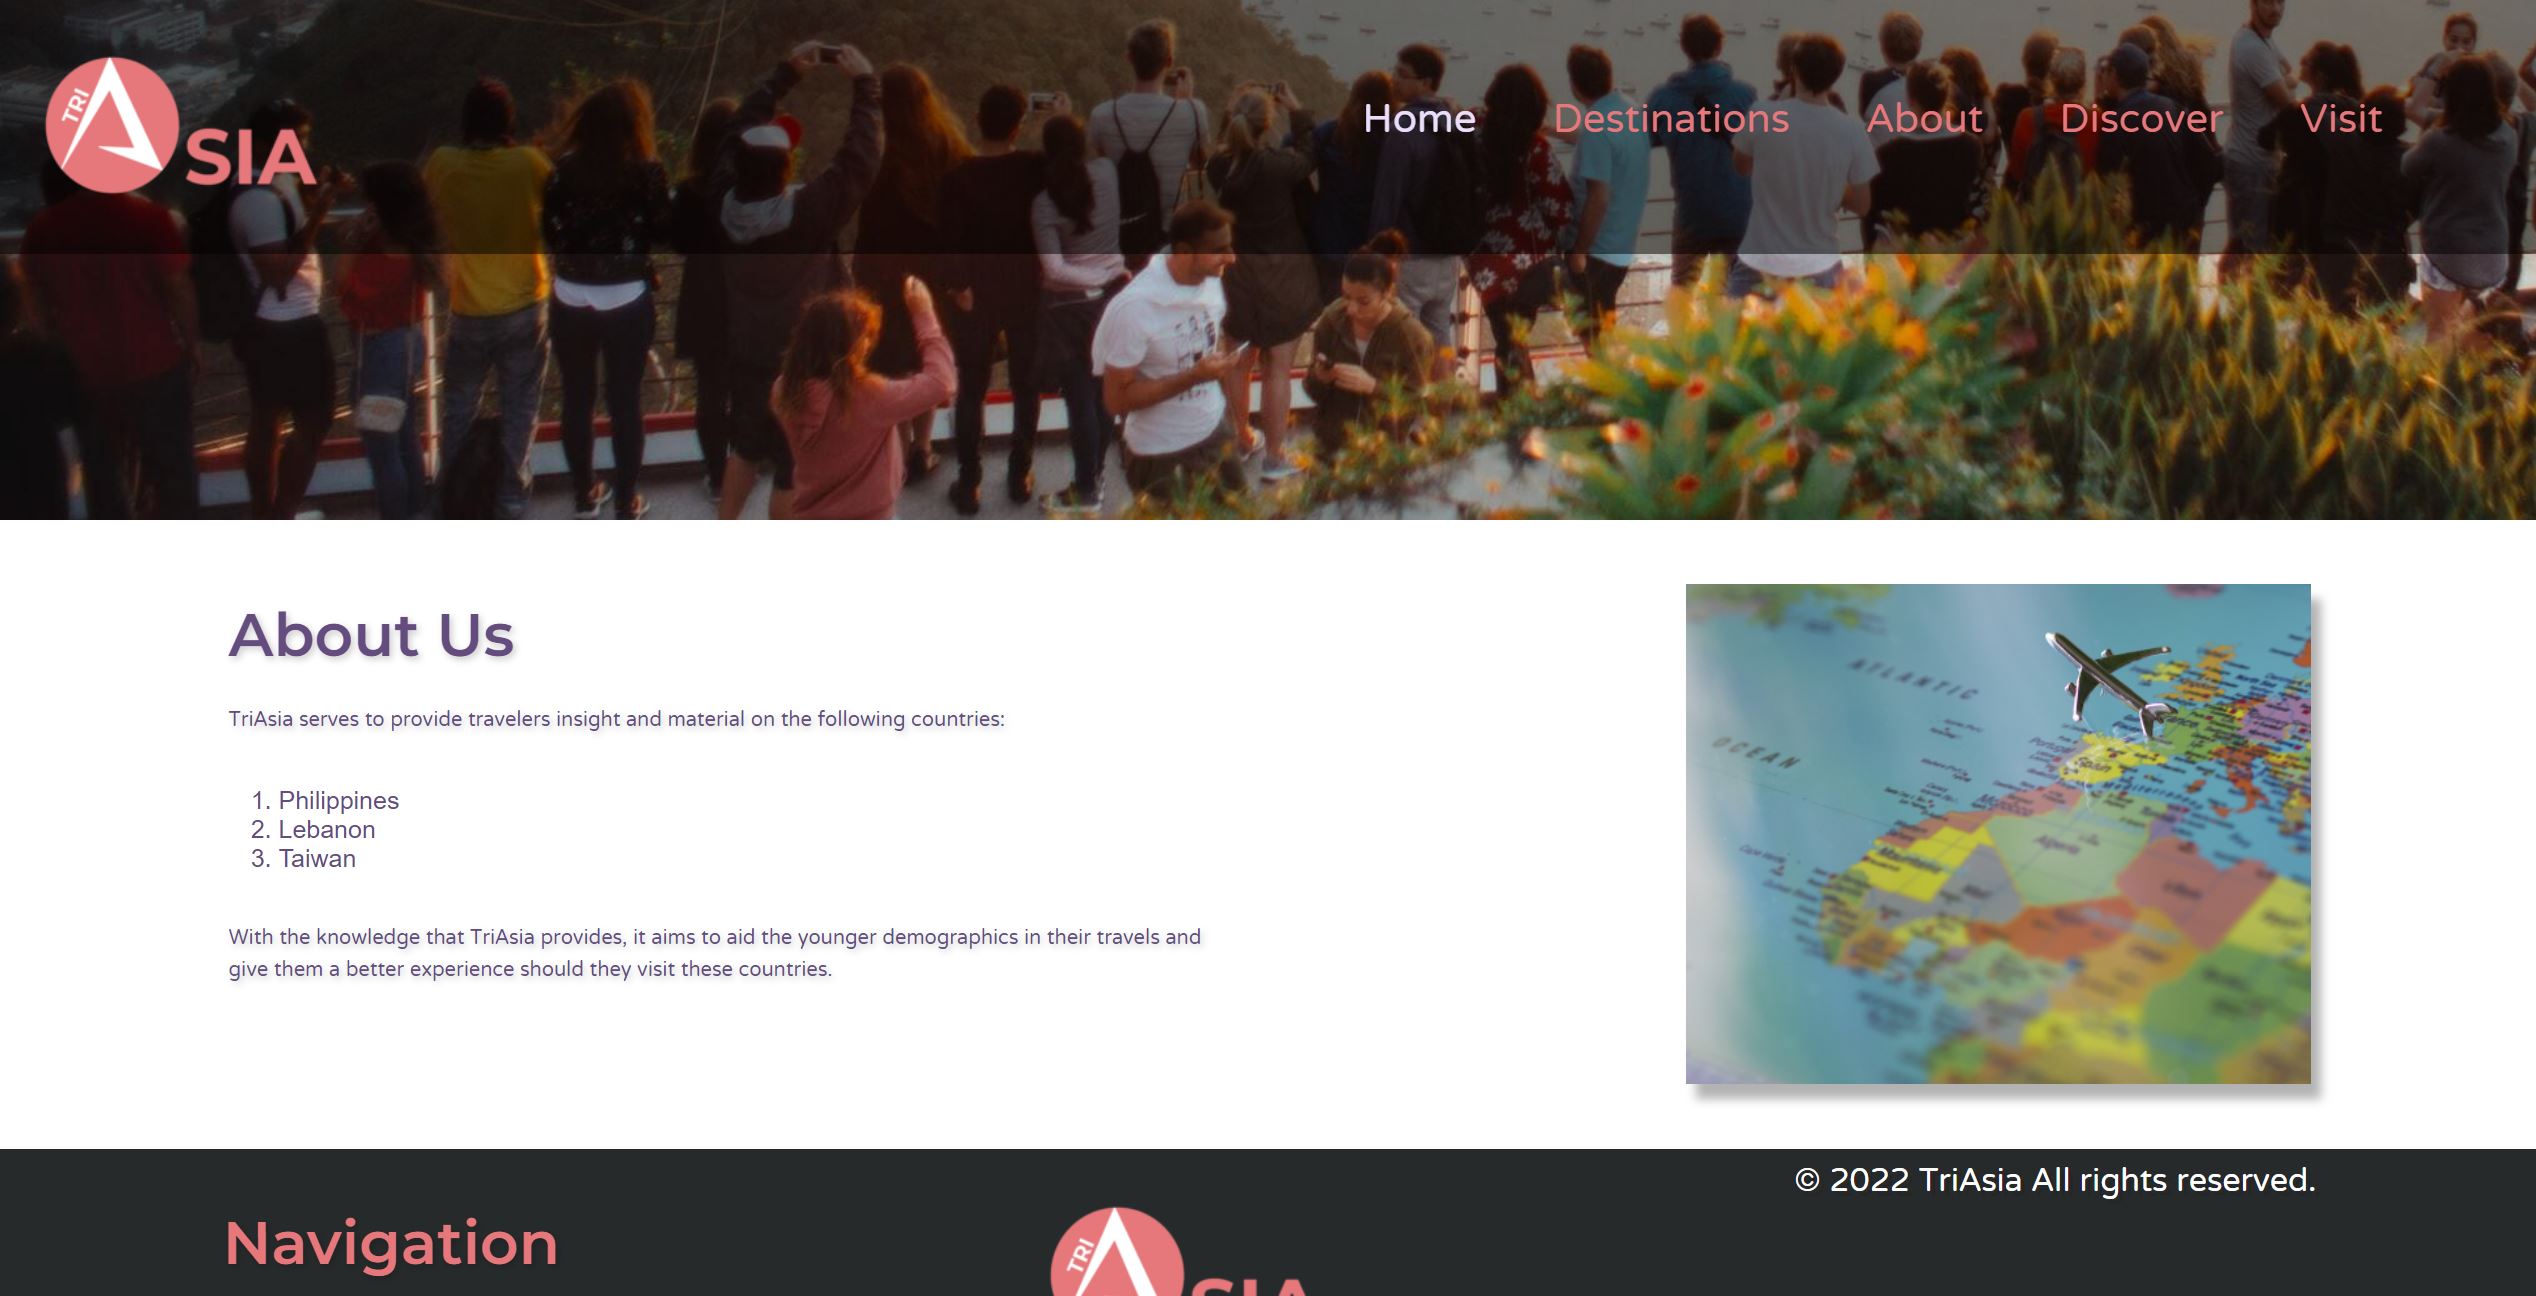 TRI
ASIA
Home Destinations About Discover Visit
About Us
TriAsia serves to provide travelers insight and material on the following countries:
1. Philippines
2. Lebanon
3. Taiwan
With the knowledge that TriAsia provides, it aims to aid the younger demographics in their travels and
give them a better experience should they visit these countries.
ATLANTIC
OCEAN
Spain
Algeria
© 2022 TriAsia All rights reserved.
Navigation
TRI
ASIA